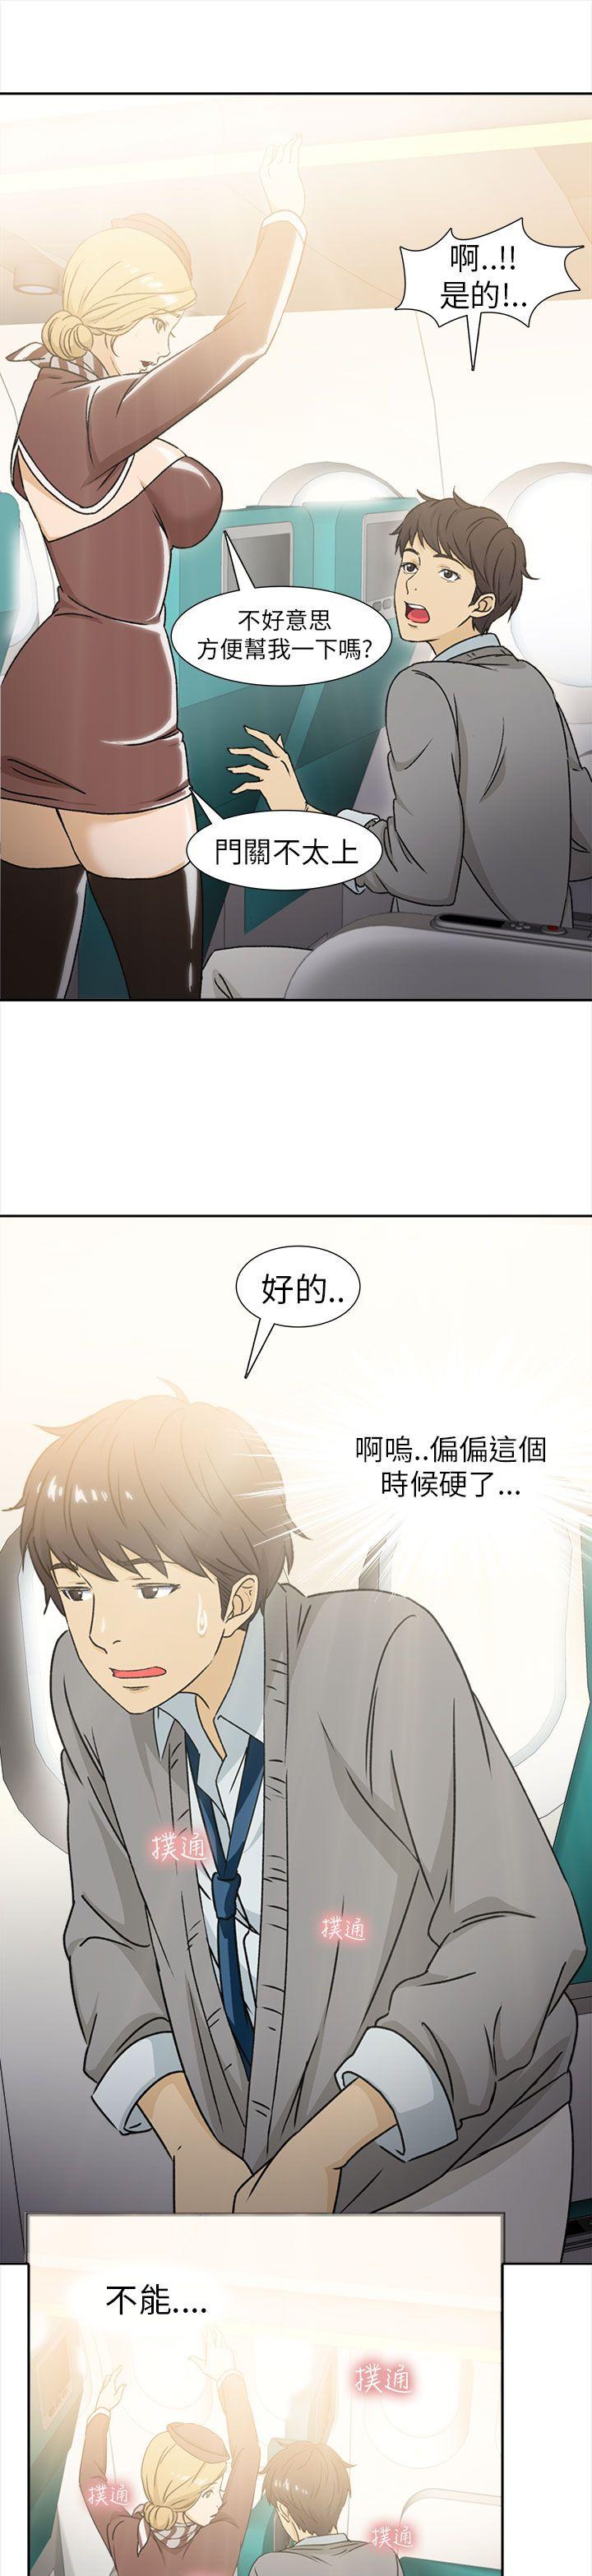 啊..!!
是的!..
不好意思
方便幫我一下嗎?
門關不太上
好的..
啊嗚..偏偏這個
時候硬了...
撲通
撲通
不能....
撲通
撲通
撲通